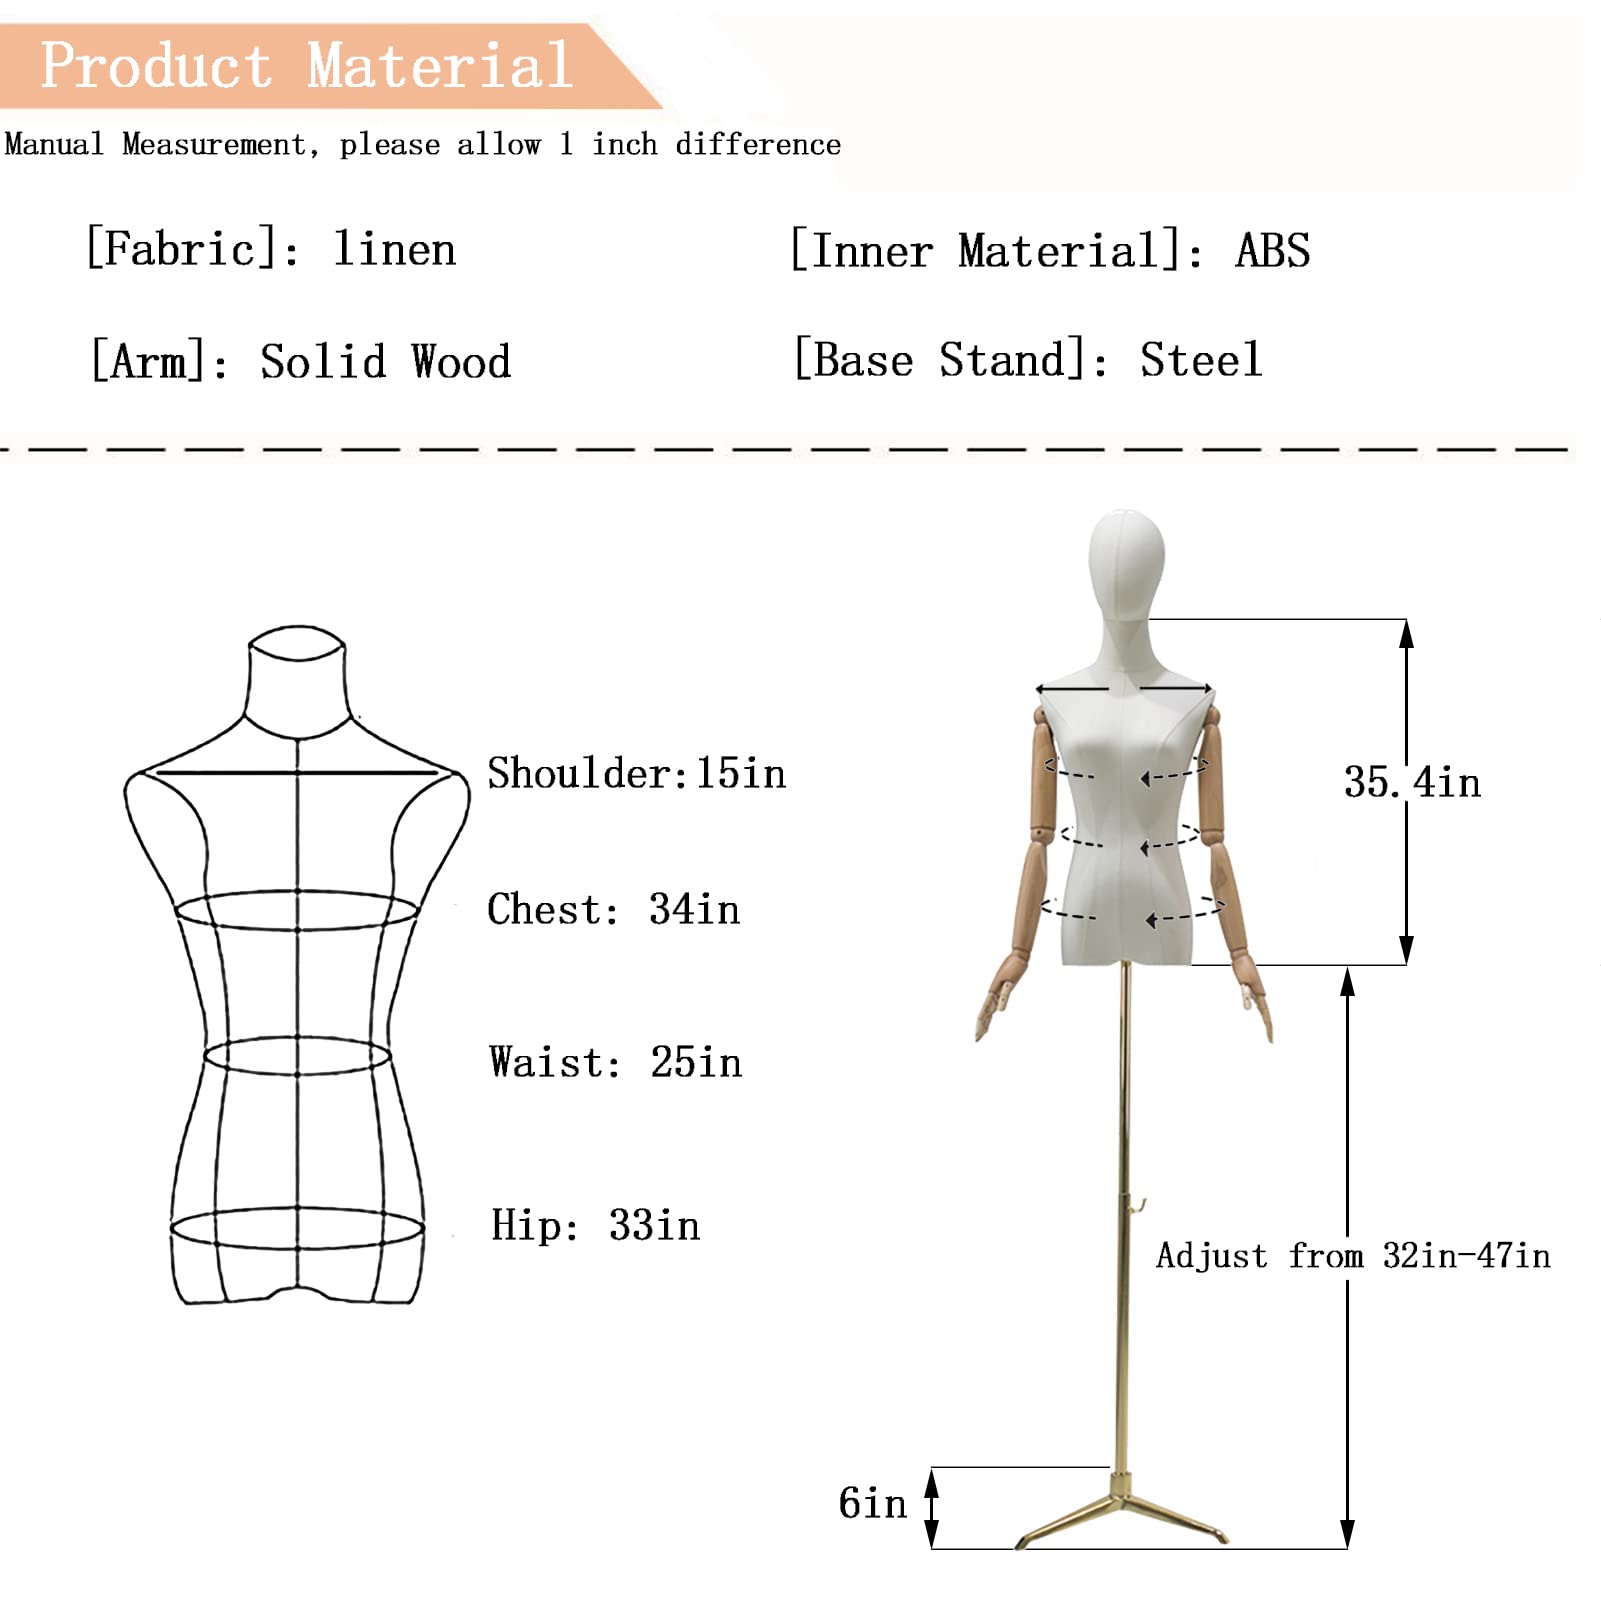 Product Material
Manual Measurement, please allow 1 inch difference
[Fabric]: linen
[Inner Material]: ABS
[Arm]: Solid Wood
[Base Stand]: Steel
Shoulder:15in
35.4in
Chest: 34in
Waist: 25in
Hip: 33in
Adjust from 32in-47in
6in